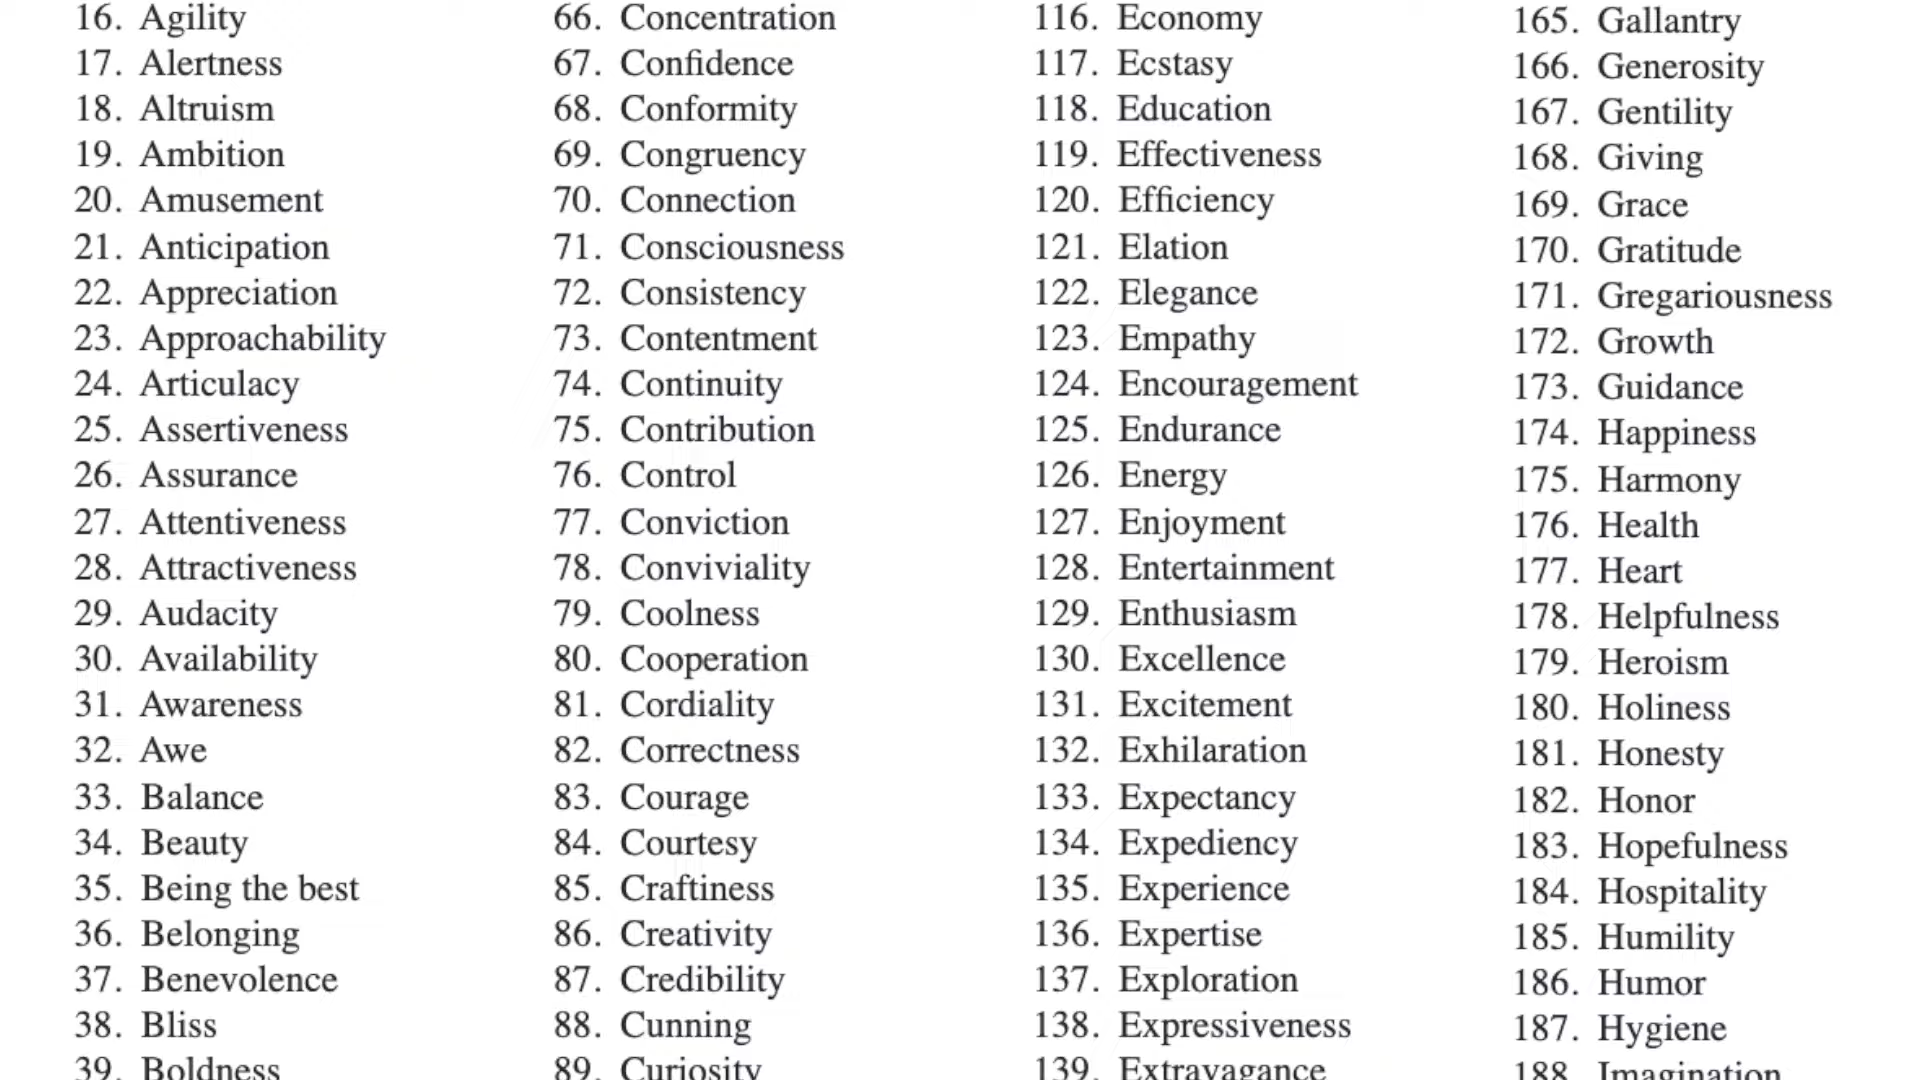 16. Agility
17. Alertness
18. Altruism
19. Ambition
20. Amusement
21. Anticipation
22. Appreciation
23. Approachability
24. Articulacy
25. Assertiveness
26. Assurance
27. Attentiveness
28. Attractiveness
29. Audacity
30. Availability
31. Awareness
32. Awe
33. Balance
34. Beauty
35. Being the best
36. Belonging
37. Benevolence
38. Bliss
39. Boldness
66. Concentration
67. Confidence
68. Conformity
69. Congruency
70. Connection
71. Consciousness
72. Consistency
73. Contentment
74. Continuity
75. Contribution
76. Control
77. Conviction
78. Conviviality
79. Coolness
80. Cooperation
81. Cordiality
82. Correctness
83. Courage
84. Courtesy
85. Craftiness
86. Creativity
87. Credibility
88. Cunning
89. Curiosity
116. Economy
117. Ecstasy
118. Education
119. Effectiveness
120. Efficiency
121. Elation
122. Elegance
123. Empathy
124. Encouragement
125. Endurance
126. Energy
127. Enjoyment
128. Entertainment
129. Enthusiasm
130. Excellence
131. Excitement
132. Exhilaration
133. Expectancy
134. Expediency
135. Experience
136. Expertise
137. Exploration
138. Expressiveness
139. Extravagance
165. Gallantry
166. Generosity
167. Gentility
168. Giving
169. Grace
170. Gratitude
171. Gregariousness
172. Growth
173. Guidance
174. Happiness
175. Harmony
176. Health
177. Heart
178. Helpfulness
179. Heroism
180. Holiness
181. Honesty
182. Honor
183. Hopefulness
184. Hospitality
185. Humility
186. Humor
187. Hygiene
188. Imagination